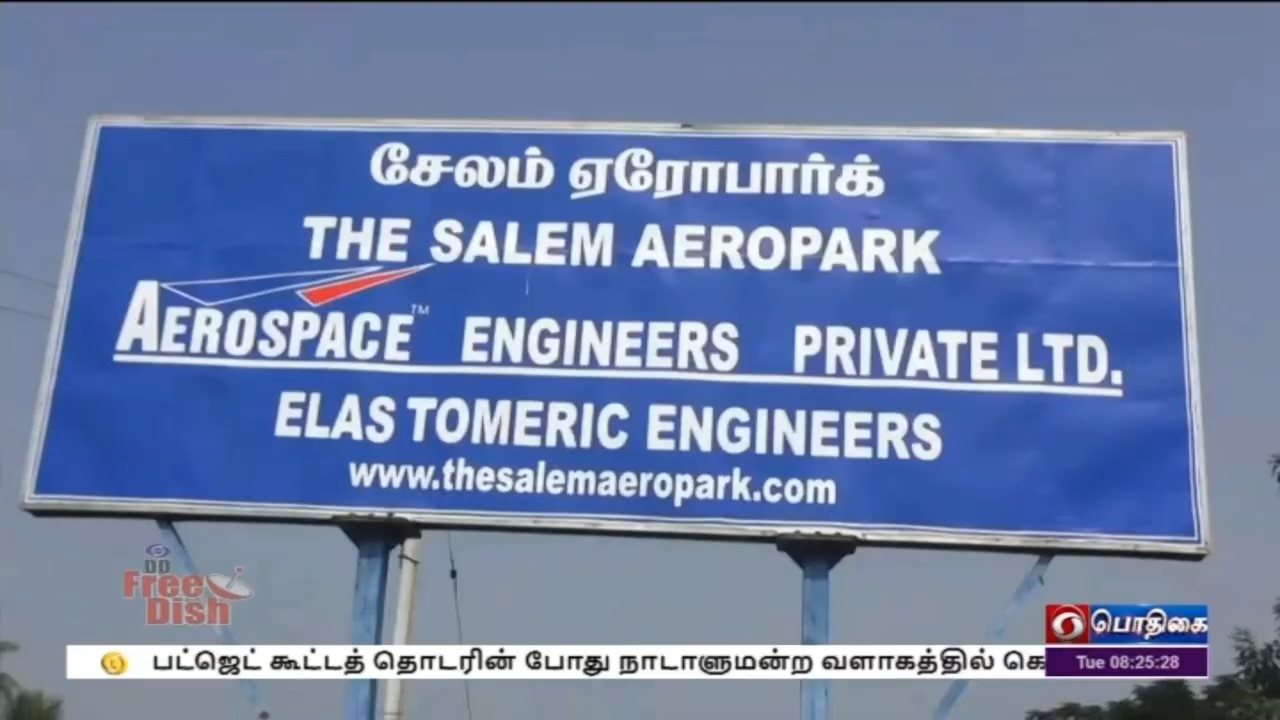 சேலம் ஏரோபார்க்
THE SALEM AEROPARK
AEROSPACE™ ENGINEERS PRIVATE LTD.
ELAS TOMERIC ENGINEERS
www.thesalemaeropark.com
DD
Free
Dish
பொதிகை
பட்ஜெட் கூட்டத் தொடரின் போது நாடாளுமன்ற வளாகத்தில் கெ
Tue 08:25:28